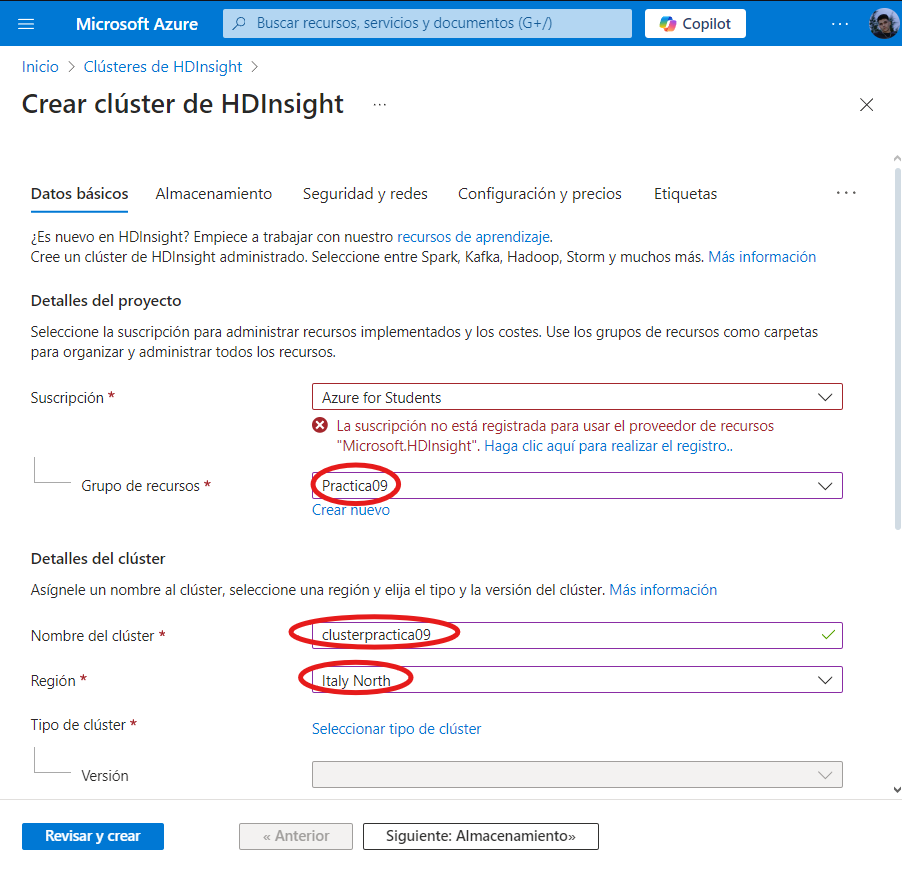 Microsoft Azure
Buscar recursos, servicios y documentos (G+/)
Copilot
Inicio > Clústeres de HDInsight >
Crear clúster de HDInsight
Datos básicos Almacenamiento Seguridad y redes Configuración y precios Etiquetas
¿Es nuevo en HDInsight? Empiece a trabajar con nuestro recursos de aprendizaje.
Cree un clúster de HDInsight administrado. Seleccione entre Spark, Kafka, Hadoop, Storm y muchos más. Más información
Detalles del proyecto
Seleccione la suscripción para administrar recursos implementados y los costes. Use los grupos de recursos como carpetas
para organizar y administrar todos los recursos.
Suscripción *
Azure for Students
La suscripción no está registrada para usar el proveedor de recursos
"Microsoft.HDInsight". Haga clic aquí para realizar el registro..
Grupo de recursos *
Practica09
Crear nuevo
Detalles del clúster
Asígnele un nombre al clúster, seleccione una región y elija el tipo y la versión del clúster. Más información
Nombre del clúster *
clusterpractica09
Región *
Italy North
Tipo de clúster *
Seleccionar tipo de clúster
Versión
Revisar y crear
« Anterior
Siguiente: Almacenamiento»